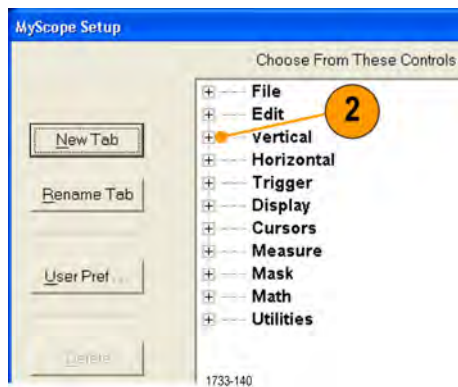 MyScope Setup
Choose From These Controls
File
Edit
2
Vertical
New Tab
Horizontal
Trigger
Rename Tab
Display
Cursors
Measure
User Pref...
Mask
Math
Utilities
Delete
1733-140